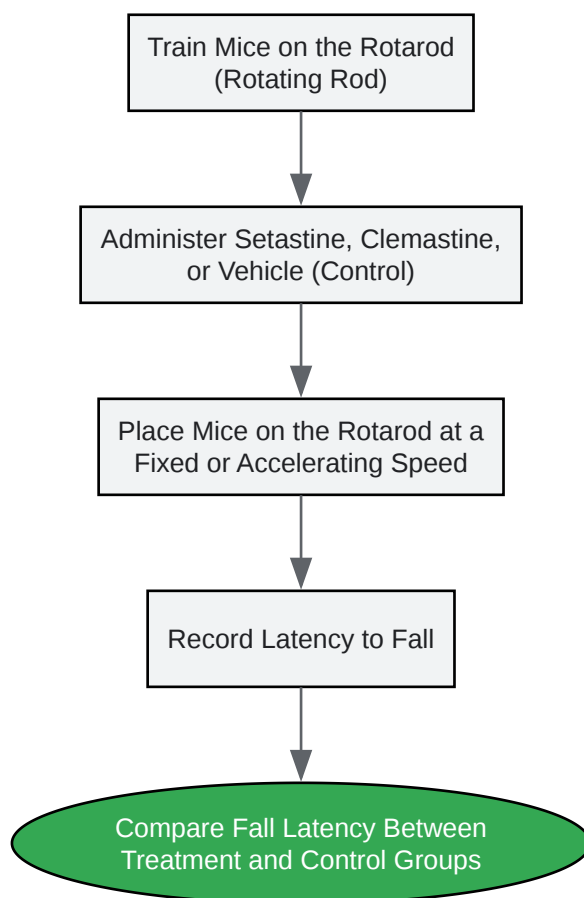 Train Mice on the Rotarod
(Rotating Rod)
Administer Setastine, Clemastine,
or Vehicle (Control)
Place Mice on the Rotarod at a
Fixed or Accelerating Speed
Record Latency to Fall
Compare Fall Latency Between
Treatment and Control Groups